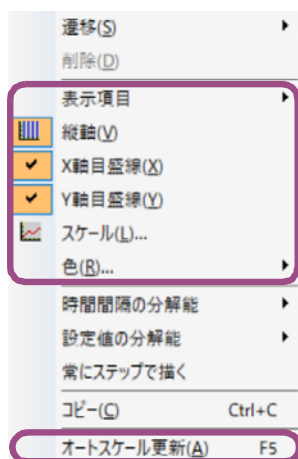 遷移(S)
削除(D)
表示項目
縦軸(V)
X軸目盛線(X)
Y軸目盛線(Y)
スケール(L)...
色(R)...
時間間隔の分解能
設定値の分解能
常にステップで描く
コピー(C) Ctrl+C
オートスケール更新(A) F5